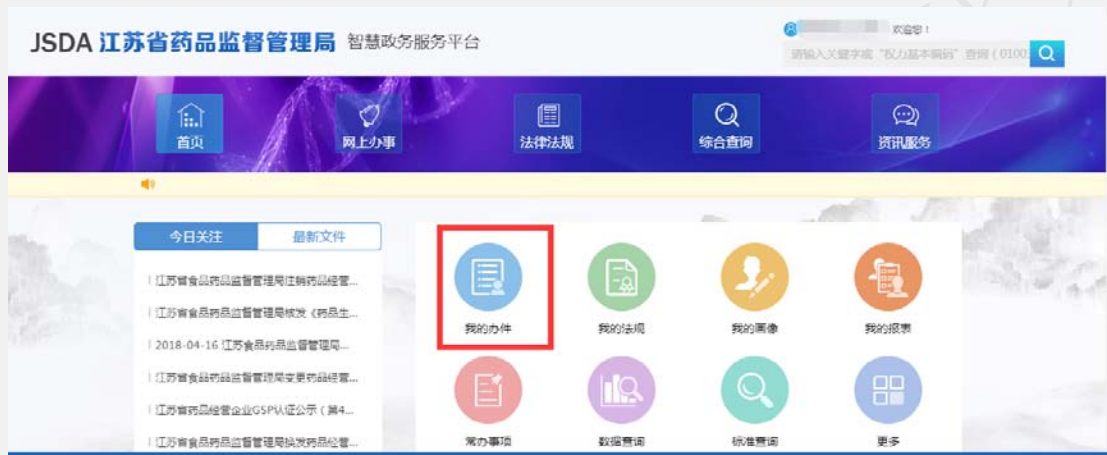 JSDA 江苏省药品监督管理局 智慧政务服务平台
欢迎您！
请输入关键字或“权力基本编码”查询（0100
首页
网上办事
法律法规
综合查询
资讯服务
今日关注
最新文件
江苏省食品药品监督管理局注销药品经营...
江苏省食品药品监督管理局核发《药品生...
2018-04-16 江苏食品药品监督管理局...
江苏省食品药品监督管理局变更药品经营...
江苏省药品经营企业GSP认证公示（第4...
江苏省食品药品监督管理局换发药品经营...
我的办件
我的法规
我的画像
我的报表
常办事项
数据查询
标准查询
更多